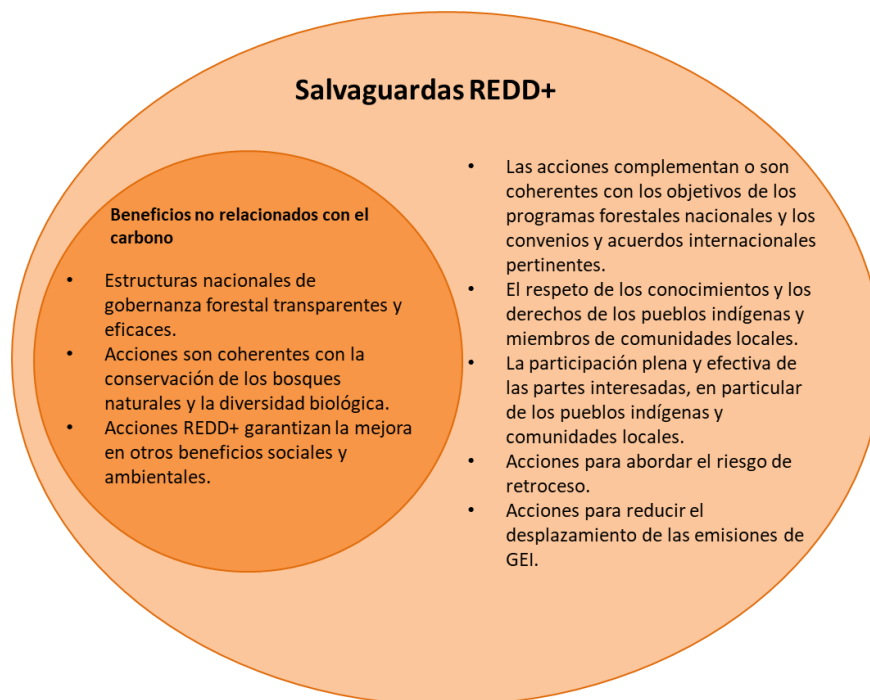 Salvaguardas REDD+
Beneficios no relacionados con el
carbono
• Estructuras nacionales de
gobernanza forestal transparentes y
eficaces.
• Acciones son coherentes con la
conservación de los bosques
naturales y la diversidad biológica.
• Acciones REDD+ garantizan la mejora
en otros beneficios sociales y
ambientales.
• Las acciones complementan o son
coherentes con los objetivos de los
programas forestales nacionales y los
convenios y acuerdos internacionales
pertinentes.
• El respeto de los conocimientos y los
derechos de los pueblos indígenas y
miembros de comunidades locales.
• La participación plena y efectiva de
las partes interesadas, en particular
de los pueblos indígenas y
comunidades locales.
• Acciones para abordar el riesgo de
retroceso.
• Acciones para reducir el
desplazamiento de las emisiones de
GEI.